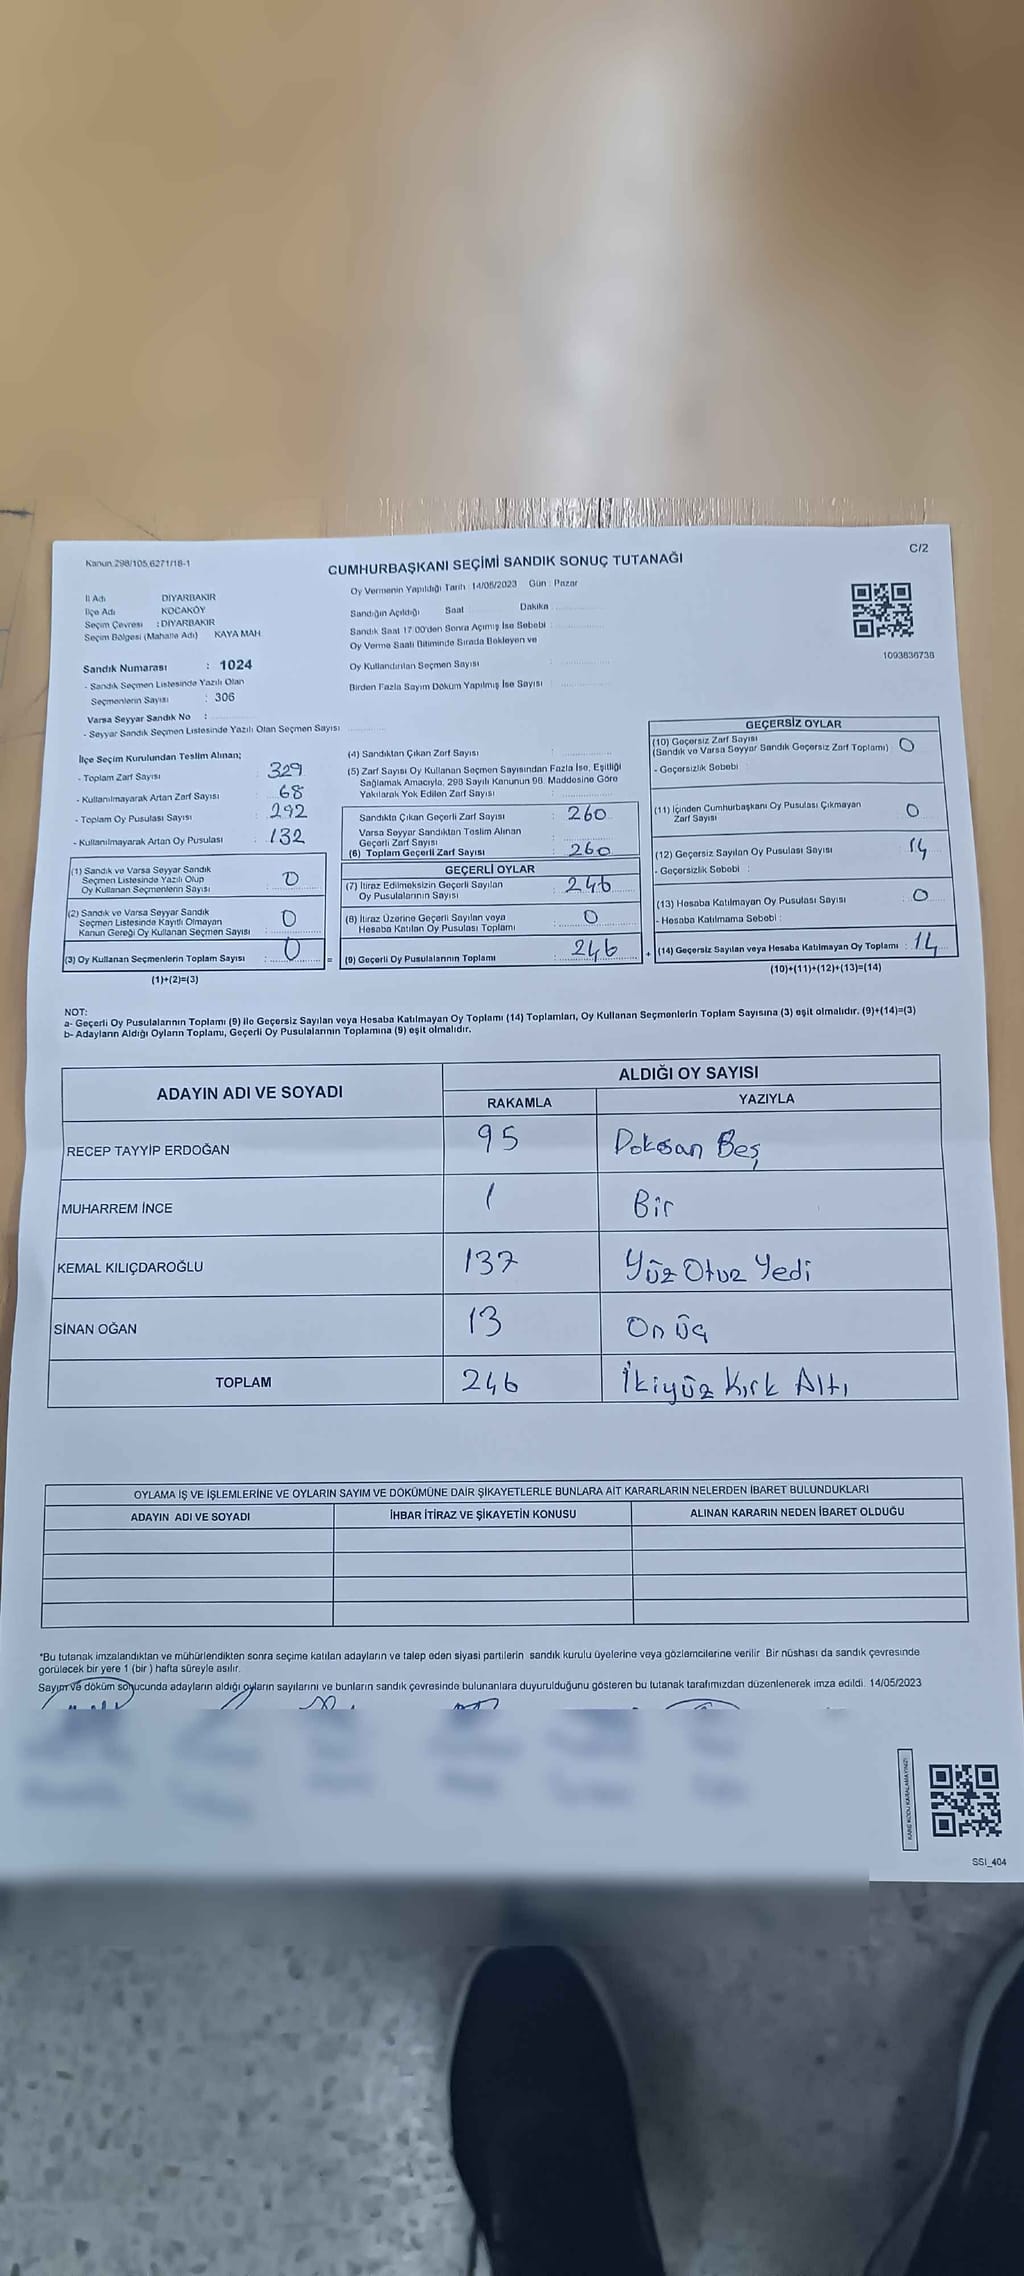 Kanun.298/105,6271/18-1
CUMHURBAŞKANI SEÇİMİ SANDIK SONUÇ TUTANAĞI
C/2
İl Adı DİYARBAKIR
İlçe Adı KOCAKÖY
Seçim Çevresi : DİYARBAKIR
Seçim Bölgesi (Mahalle Adı) KAYA MAH.
Sandık Numarası : 1024
- Sandık Seçmen Listesinde Yazılı Olan
Seçmenlerin Sayısı : 306
Varsa Seyyar Sandık No :
- Seyyar Sandık Seçmen Listesinde Yazılı Olan Seçmen Sayısı
Oy Vermenin Yapıldığı Tarih 14/05/2023 Gün : Pazar
Sandığın Açıldığı Saat Dakika
Sandık Saat 17:00'den Sonra Açımış İse Sebebi :
Oy Verme Saati Bitiminde Sırada Bekleyen ve
Oy Kullandırılan Seçmen Sayısı :
Birden Fazla Sayım Döküm Yapılmış İse Sayısı :
1093836738
İlçe Seçim Kurulundan Teslim Alınan;
- Toplam Zarf Sayısı : 329
- Kullanılmayarak Artan Zarf Sayısı : 68
- Toplam Oy Pusulası Sayısı : 292
- Kullanılmayarak Artan Oy Pusulası : 132
(1) Sandık ve Varsa Seyyar Sandık
Seçmen Listesinde Yazılı Olup
Oy Kullanan Seçmenlerin Sayısı : 0
(2) Sandık ve Varsa Seyyar Sandık
Seçmen Listesinde Kayıtlı Olmayan
Kanun Gereği Oy Kullanan Seçmen Sayısı : 0
(3) Oy Kullanan Seçmenlerin Toplam Sayısı : 0 =
(1)+(2)=(3)
(4) Sandıktan Çıkan Zarf Sayısı :
(5) Zarf Sayısı Oy Kullanan Seçmen Sayısından Fazla İse, Eşitliği
Sağlamak Amacıyla, 298 Sayılı Kanunun 98. Maddesine Göre
Yakılarak Yok Edilen Zarf Sayısı :
Sandıkta Çıkan Geçerli Zarf Sayısı : 260
Varsa Seyyar Sandıktan Teslim Alınan
Geçerli Zarf Sayısı :
(6) Toplam Geçerli Zarf Sayısı : 260
GEÇERLİ OYLAR
(7) İtiraz Edilmeksizin Geçerli Sayılan
Oy Pusulalarının Sayısı : 246
(8) İtiraz Üzerine Geçerli Sayılan veya
Hesaba Katılan Oy Pusulası Toplamı : 0
(9) Geçerli Oy Pusulalarının Toplamı : 246 +
GEÇERSİZ OYLAR
(10) Geçersiz Zarf Sayısı
(Sandık ve Varsa Seyyar Sandık Geçersiz Zarf Toplamı) : 0
- Geçersizlik Sebebi :
(11) İçinden Cumhurbaşkanı Oy Pusulası Çıkmayan
Zarf Sayısı : 0
(12) Geçersiz Sayılan Oy Pusulası Sayısı : 14
- Geçersizlik Sebebi :
(13) Hesaba Katılmayan Oy Pusulası Sayısı : 0
- Hesaba Katılmama Sebebi :
(14) Geçersiz Sayılan veya Hesaba Katılmayan Oy Toplamı : 14
(10)+(11)+(12)+(13)=(14)
NOT:
a- Geçerli Oy Pusulalarının Toplamı (9) ile Geçersiz Sayılan veya Hesaba Katılmayan Oy Toplamı (14) Toplamları, Oy Kullanan Seçmenlerin Toplam Sayısına (3) eşit olmalıdır. (9)+(14)=(3)
b- Adayların Aldığı Oyların Toplamı, Geçerli Oy Pusulalarının Toplamına (9) eşit olmalıdır.
ADAYIN ADI VE SOYADI ALDIĞI OY SAYISI
RAKAMLA YAZIYLA
RECEP TAYYİP ERDOĞAN 95 Doksan Beş
MUHARREM İNCE 1 Bir
KEMAL KILIÇDAROĞLU 137 Yüz Otuz Yedi
SİNAN OĞAN 13 On üç
TOPLAM 246 İkiyüz Kırk Altı
OYLAMA İŞ VE İŞLEMLERİNE VE OYLARIN SAYIM VE DÖKÜMÜNE DAİR ŞİKAYETLERLE BUNLARA AİT KARARLARIN NELERDEN İBARET BULUNDUKLARI
ADAYIN ADI VE SOYADI İHBAR İTİRAZ VE ŞİKAYETİN KONUSU ALINAN KARARIN NEDEN İBARET OLDUĞU
*Bu tutanak imzalandıktan ve mühürlendikten sonra seçime katılan adayların ve talep eden siyasi partilerin sandık kurulu üyelerine veya gözlemcilerine verilir Bir nüshası da sandık çevresinde
görülecek bir yere 1 (bir ) hafta süreyle asılır.
Sayım ve döküm sonucunda adayların aldığı oyların sayılarını ve bunların sandık çevresinde bulunanlara duyurulduğunu gösteren bu tutanak tarafımızdan düzenlenerek imza edildi. 14/05/2023
KARE KODU KARALAMAYINIZ!
SSI_404